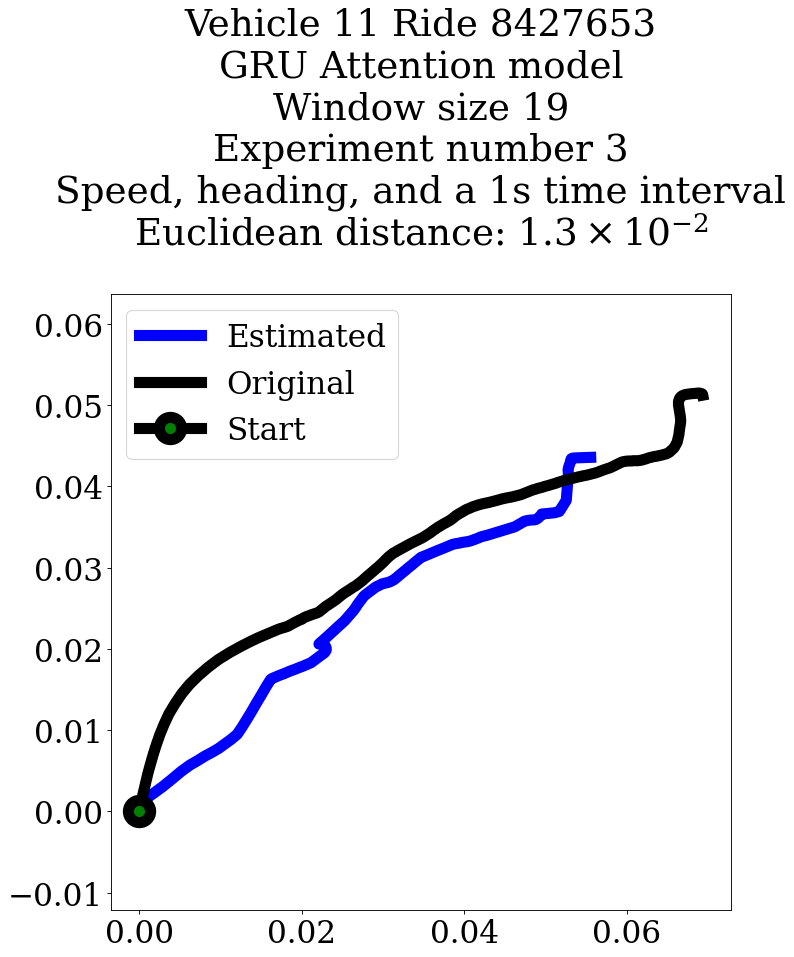 Vehicle 11 Ride 8427653
GRU Attention model
Window size 19
Experiment number 3
Speed, heading, and a 1s time interval
Euclidean distance: 1.3 × 10⁻²
Estimated
Original
Start
0.06
0.05
0.04
0.03
0.02
0.01
0.00
−0.01
0.00 0.02 0.04 0.06